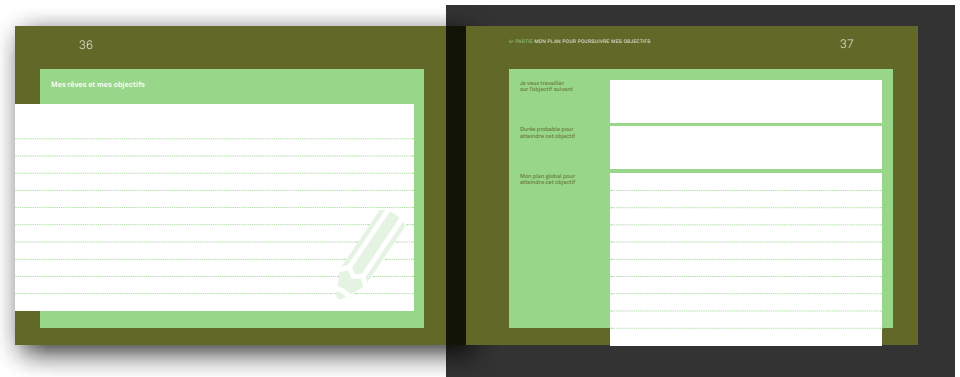 36
Mes rêves et mes objectifs
PARTIE MON PLAN POUR POURSUIVRE MES OBJECTIFS
37
Je veux travailler
sur l'objectif suivant
Durée probable pour
atteindre cet objectif
Mon plan global pour
atteindre cet objectif